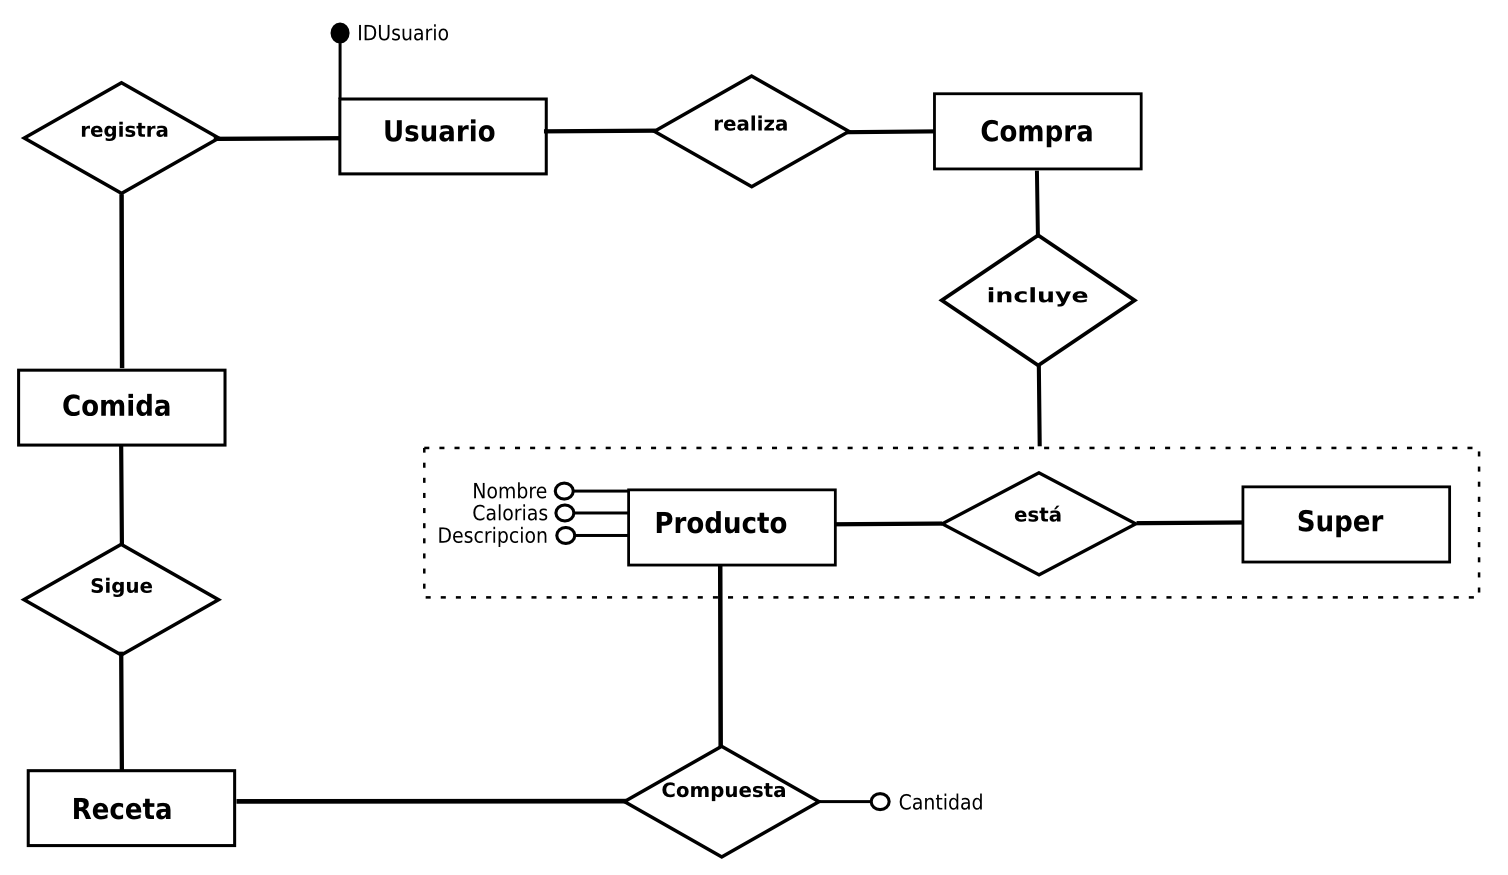 IDUsuario
registra
Usuario
realiza
Compra
incluye
Comida
Nombre
Calorias
Descripcion
Producto
está
Super
Sigue
Receta
Compuesta
Cantidad